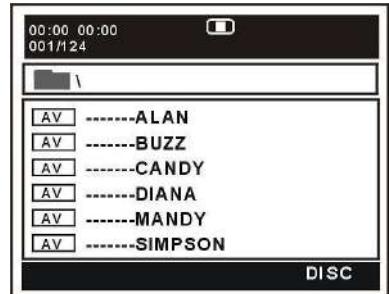 00:00 00:00
001/124
\
AV -------ALAN
AV -------BUZZ
AV -------CANDY
AV -------DIANA
AV -------MANDY
AV -------SIMPSON
DISC